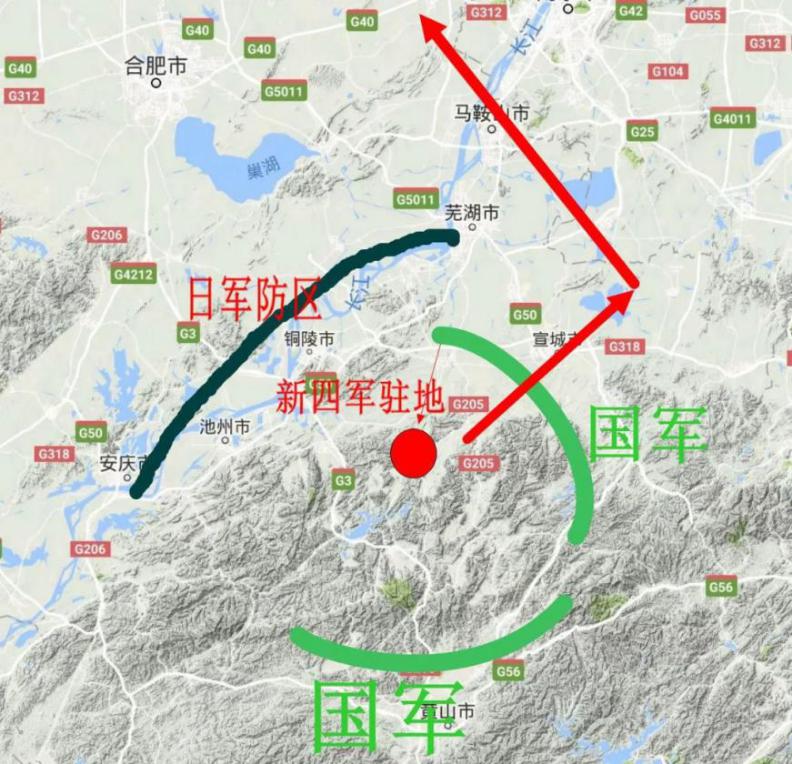 G40
G312
G42
G055
G40
G40
G312
合肥市
G40
G312
G5011
G104
长江
马鞍山市
G25
G4011
巢湖
G5011
芜湖市
G206
G4212
日军防区
长江
G3
铜陵市
G50
宣城市
G318
新四军驻地
G205
国军
池州市
G50
G318
安庆市
G205
G3
G206
G56
G56
国军
黄山市